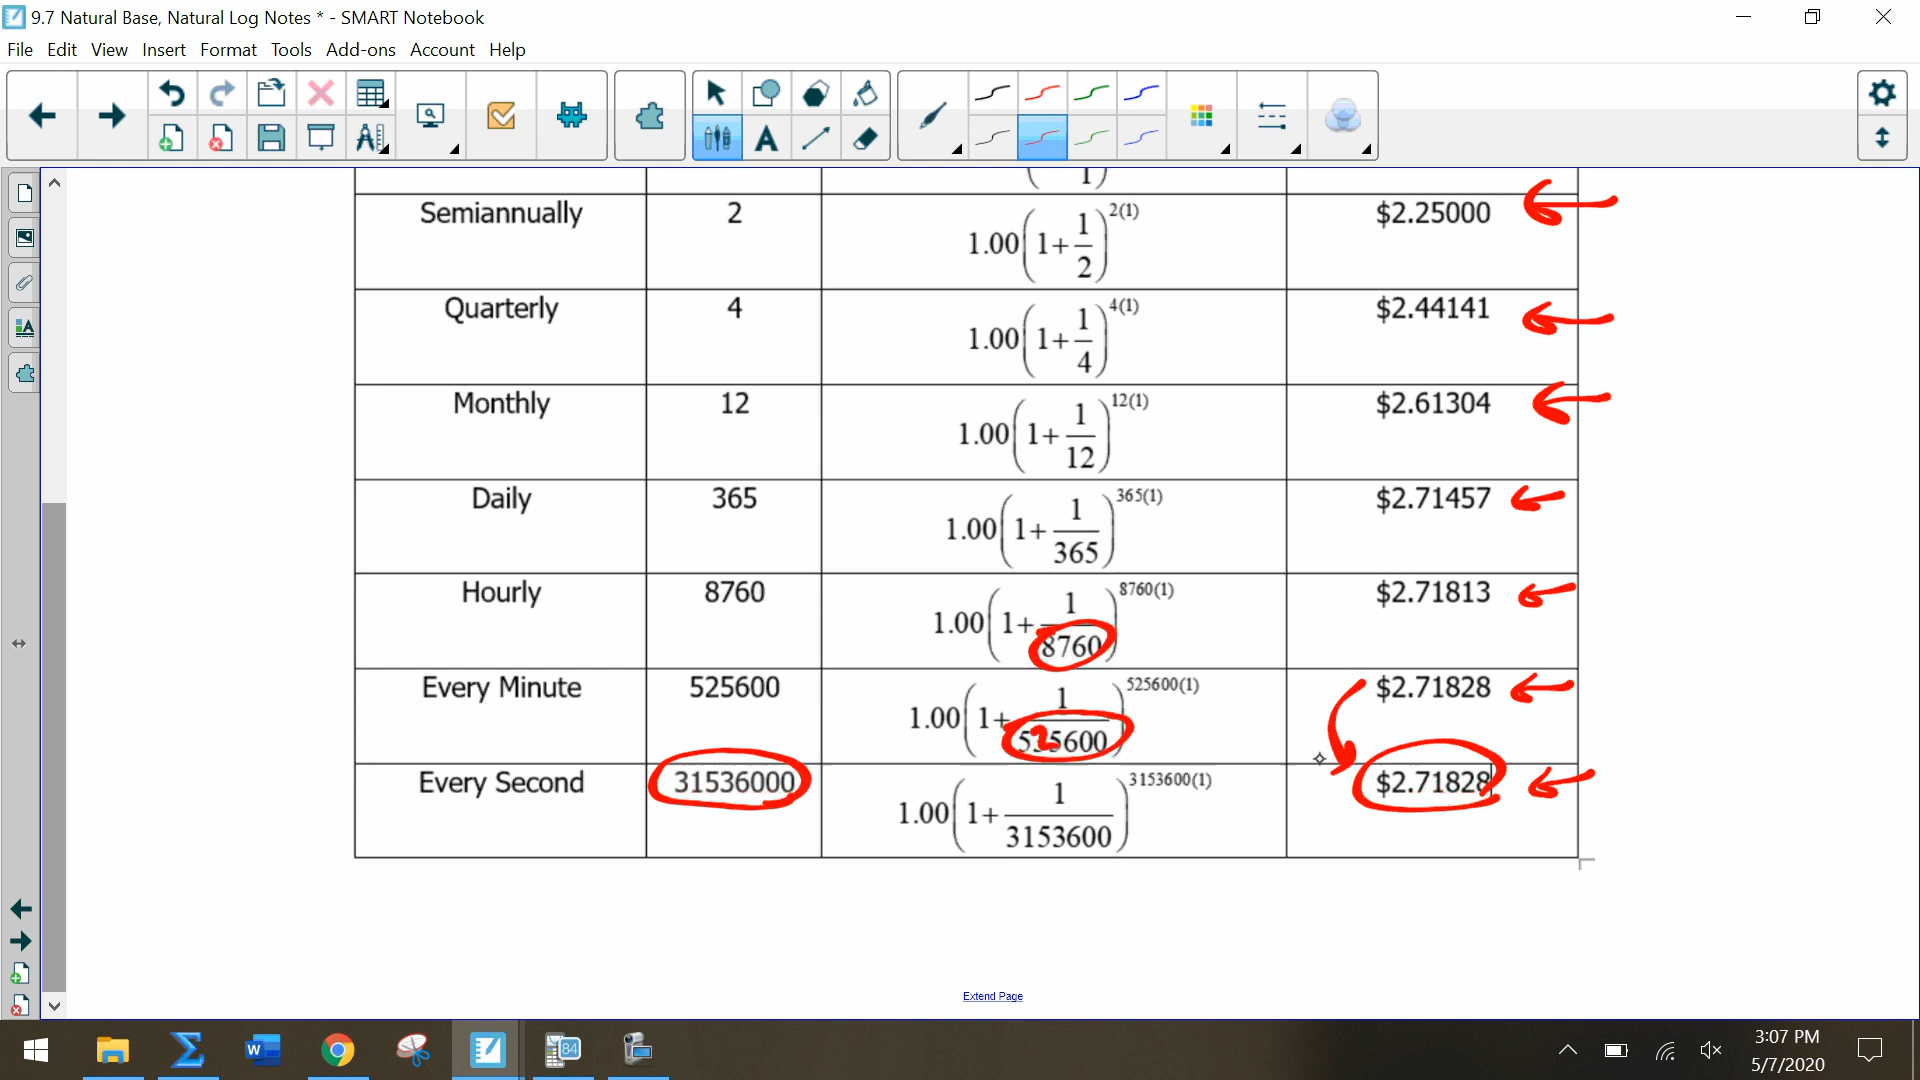 9.7 Natural Base, Natural Log Notes * - SMART Notebook
File Edit View Insert Format Tools Add-ons Account Help
1)
Semiannually 2 1.00(1+1/2)^2(1) $2.25000
Quarterly 4 1.00(1+1/4)^4(1) $2.44141
Monthly 12 1.00(1+1/12)^12(1) $2.61304
Daily 365 1.00(1+1/365)^365(1) $2.71457
Hourly 8760 1.00(1+1/8760)^8760(1) $2.71813
Every Minute 525600 1.00(1+1/525600)^525600(1) $2.71828
Every Second 31536000 1.00(1+1/3153600)^3153600(1) $2.71828
Extend Page
84
3:07 PM
5/7/2020